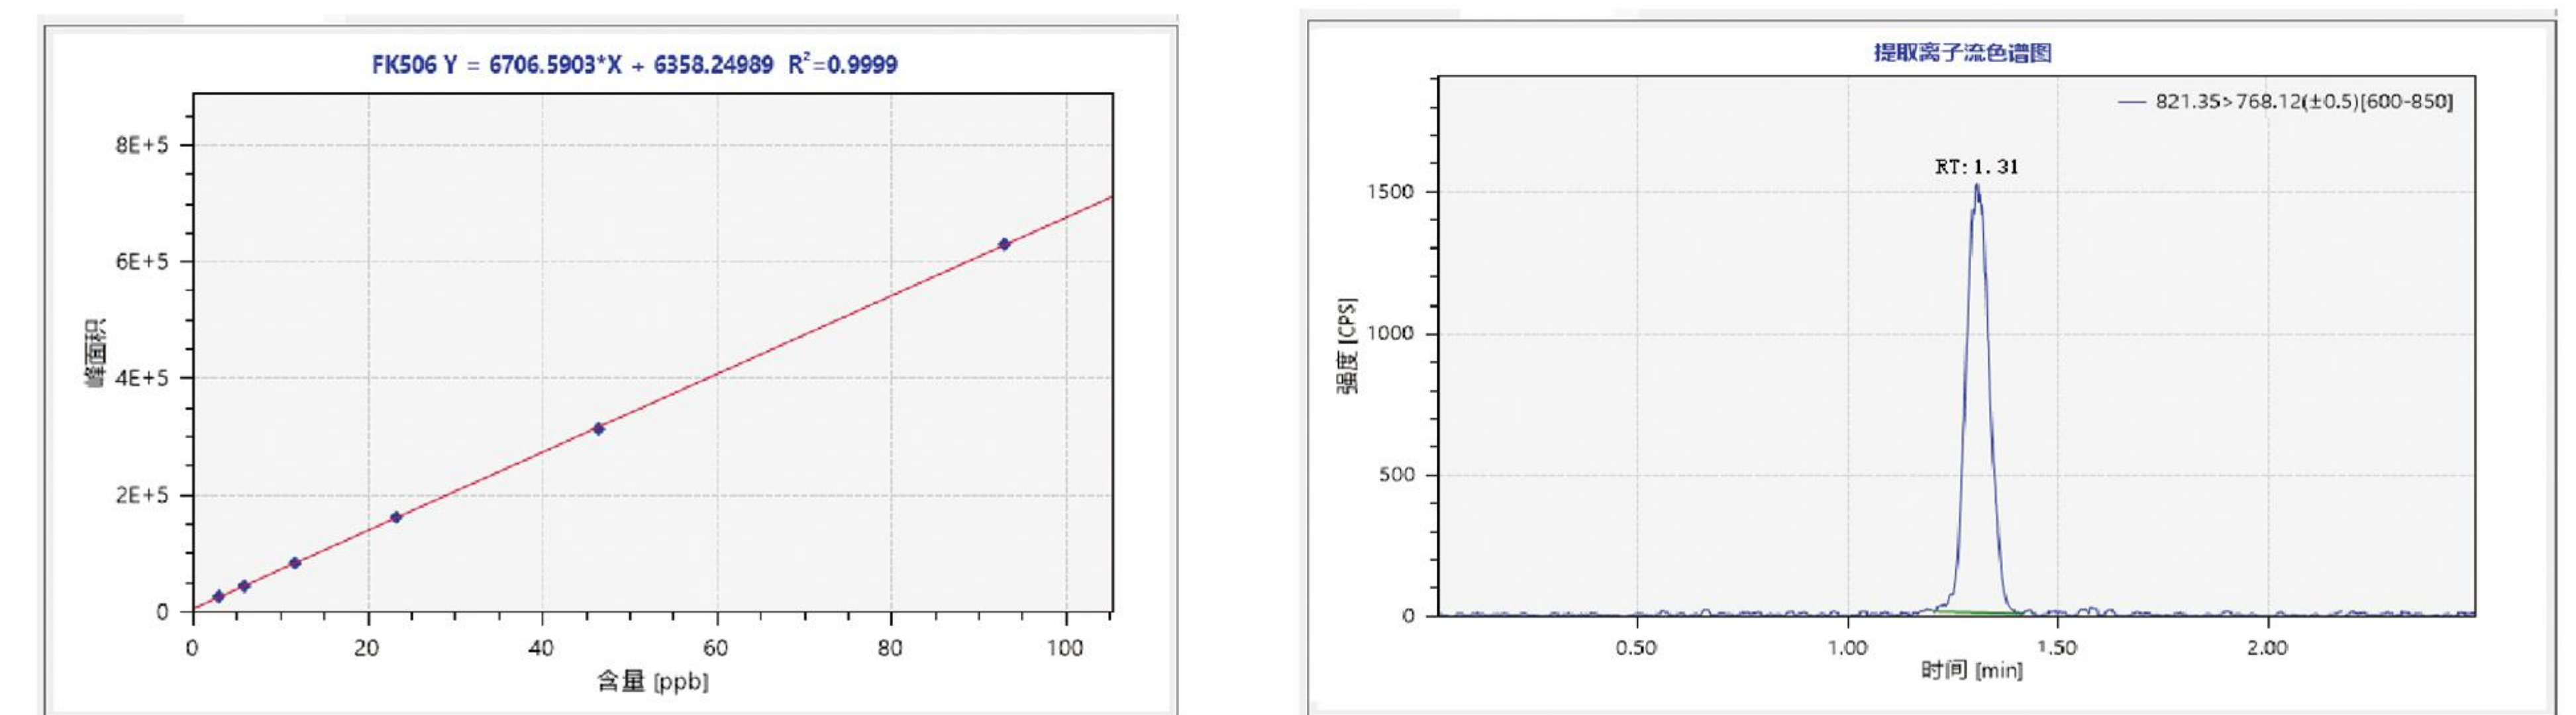 FK506 Y = 6706.5903*X + 6358.24989 R²=0.9999
8E+5
6E+5
4E+5
2E+5
0
峰面积
0 20 40 60 80 100
含量 [ppb]
提取离子流色谱图
821.35>768.12(±0.5)[600-850]
RT:1.31
1500
1000
500
0
强度 [CPS]
0.50 1.00 1.50 2.00
时间 [min]